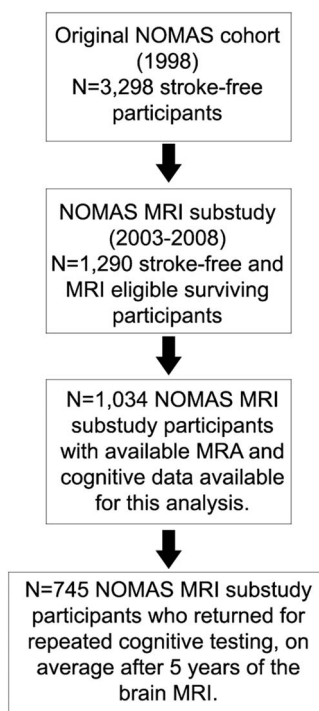 Original NOMAS cohort
(1998)
N=3,298 stroke-free
participants
NOMAS MRI substudy
(2003-2008)
N=1,290 stroke-free and
MRI eligible surviving
participants
N=1,034 NOMAS MRI
substudy participants
with available MRA and
cognitive data available
for this analysis.
N=745 NOMAS MRI substudy
participants who returned for
repeated cognitive testing, on
average after 5 years of the
brain MRI.